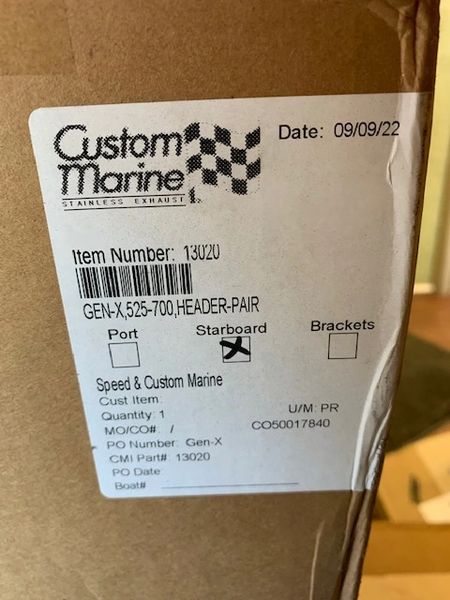 Custom
Marine
STAINLESS EXHAUST
Date: 09/09/22
Item Number: 13020
GEN-X,525-700,HEADER-PAIR
Port
Starboard
Brackets
Speed & Custom Marine
Cust Item:
Quantity: 1
U/M: PR
MO/CO#: /
CO50017840
PO Number: Gen-X
CMI Part#: 13020
PO Date:
Boat#